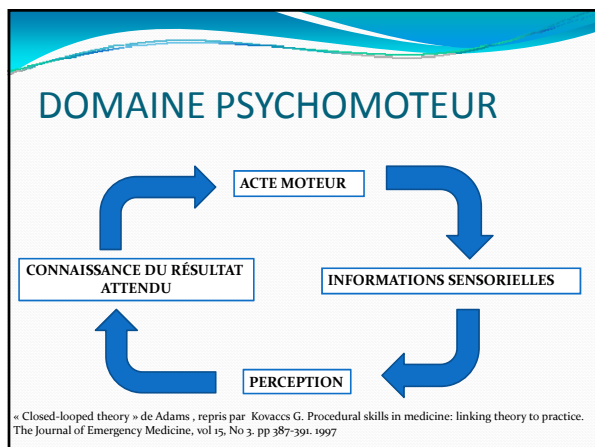 DOMAINE PSYCHOMOTEUR
ACTE MOTEUR
CONNAISSANCE DU RÉSULTAT
ATTENDU
INFORMATIONS SENSORIELLES
PERCEPTION
« Closed-looped theory » de Adams , repris par  Kovaccs G. Procedural skills in medicine: linking theory to practice.
The Journal of Emergency Medicine, vol 15, No 3. pp 387-391. 1997